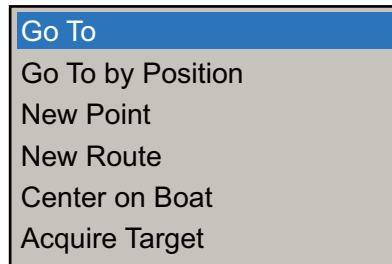 Go To
Go To by Position
New Point
New Route
Center on Boat
Acquire Target